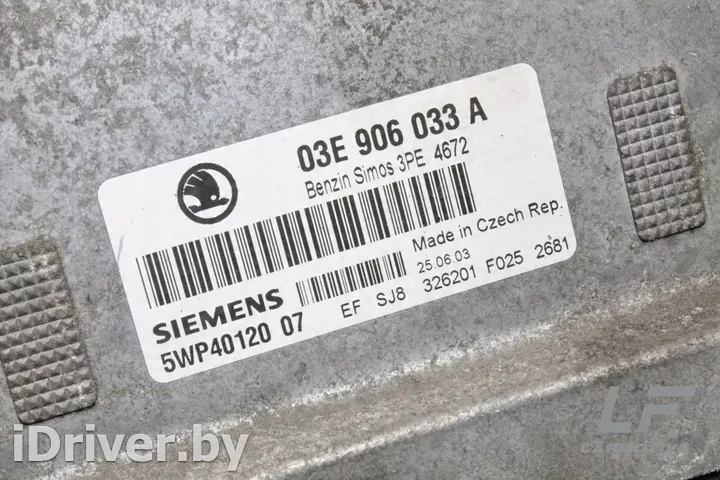 03E 906 033 A
Benzin Simos 3PE 4672
Made in Czech Rep.
25.06.03
SIEMENS
5WP40120 07
EF SJ8 326201 F025 2681
LF
iDriver.by